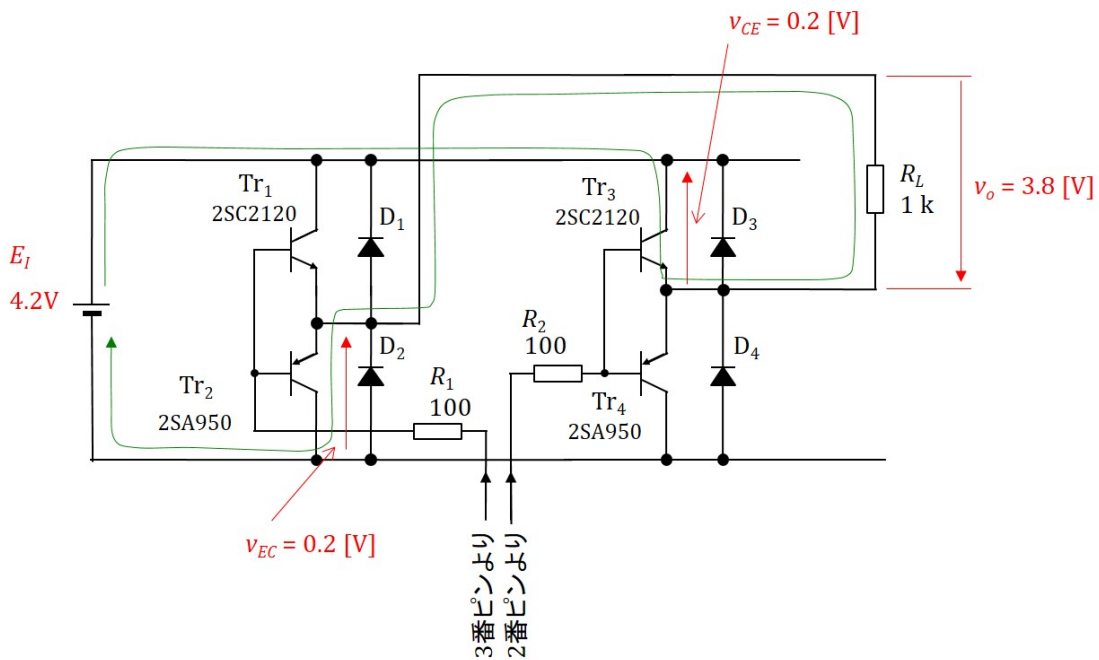 v_CE = 0.2 [V]
Tr₁
2SC2120
D₁
Tr₃
2SC2120
D₃
R_L
1 k
v_o = 3.8 [V]
E_I
4.2V
Tr₂
2SA950
D₂
R₁
100
R₂
100
Tr₄
2SA950
D₄
v_EC = 0.2 [V]
3番ピンより
2番ピンより